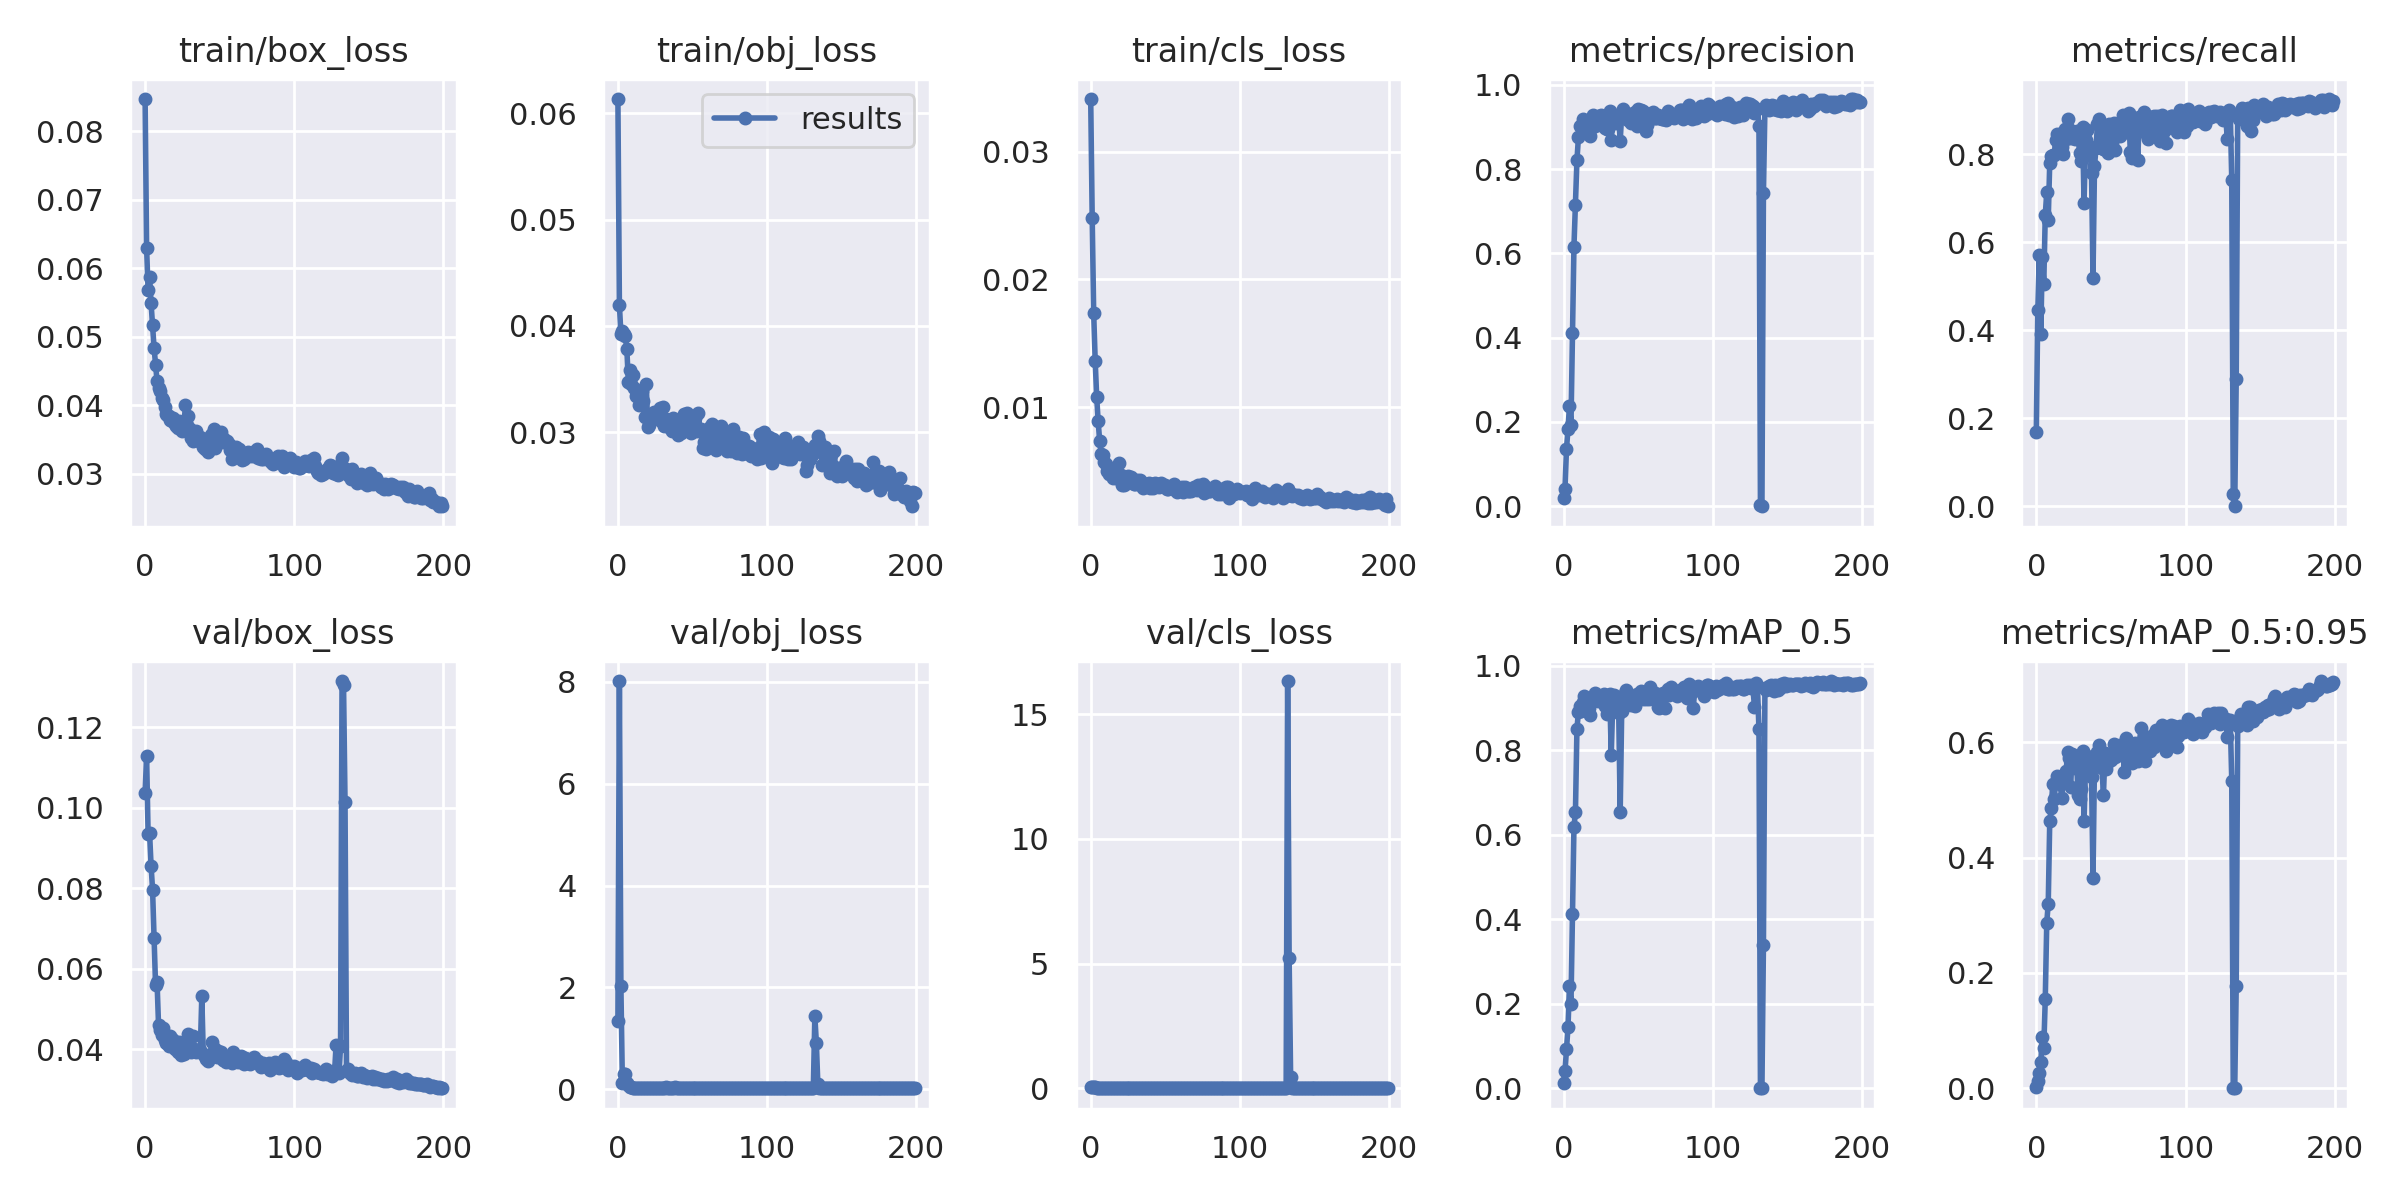 train/box_loss
0.08
0.07
0.06
0.05
0.04
0.03
0 100 200
train/obj_loss
results
0.06
0.05
0.04
0.03
0 100 200
train/cls_loss
0.03
0.02
0.01
0 100 200
metrics/precision
1.0
0.8
0.6
0.4
0.2
0.0
0 100 200
metrics/recall
0.8
0.6
0.4
0.2
0.0
0 100 200
val/box_loss
0.12
0.10
0.08
0.06
0.04
0 100 200
val/obj_loss
8
6
4
2
0
0 100 200
val/cls_loss
15
10
5
0
0 100 200
metrics/mAP_0.5
1.0
0.8
0.6
0.4
0.2
0.0
0 100 200
metrics/mAP_0.5:0.95
0.6
0.4
0.2
0.0
0 100 200